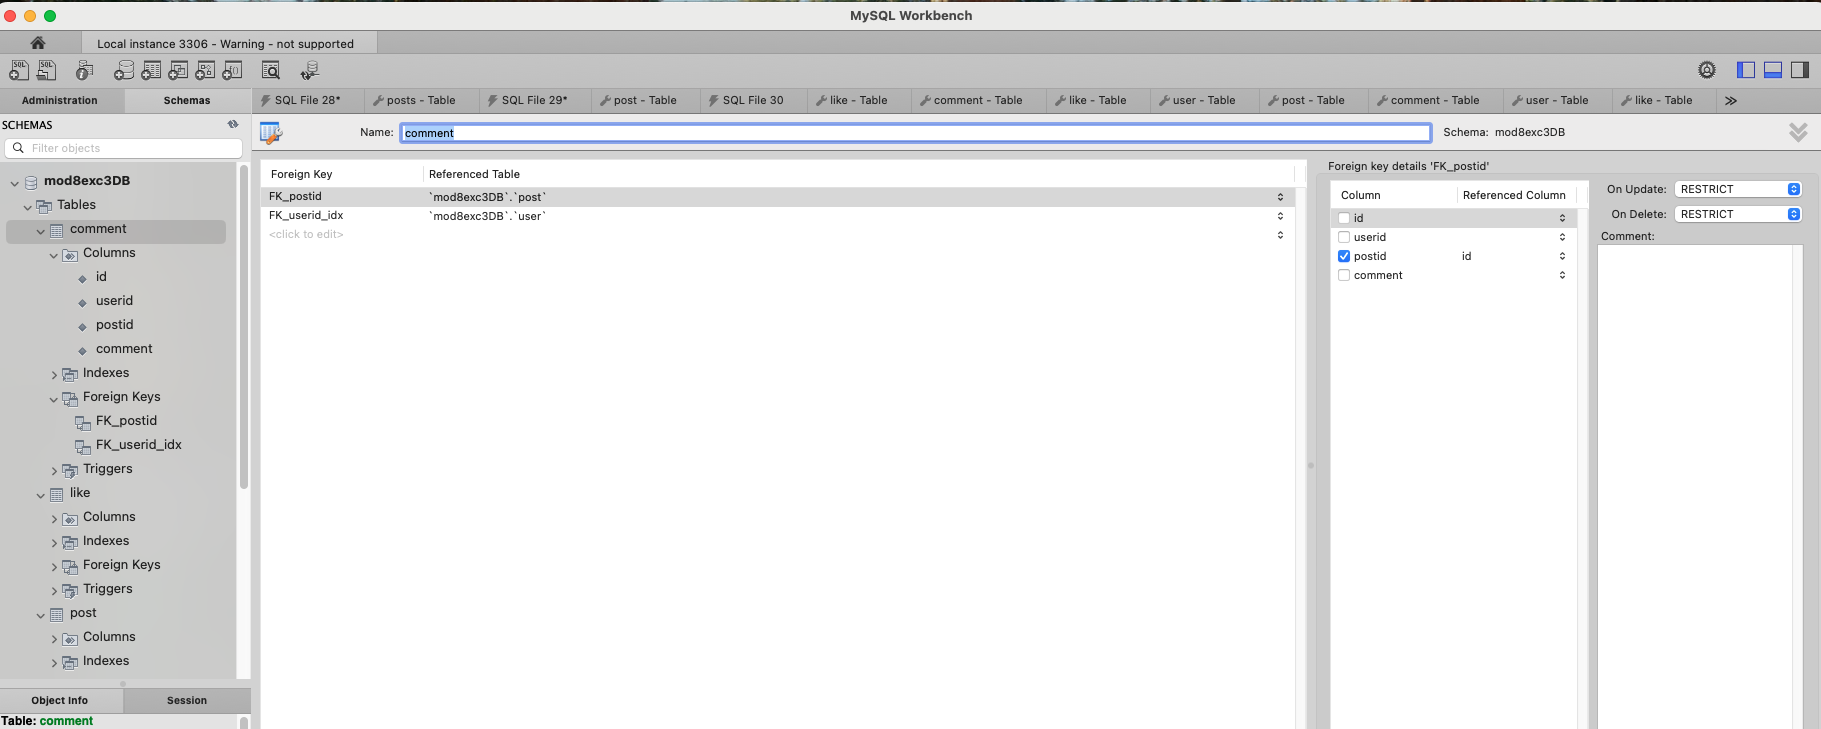 MySQL Workbench
Local instance 3306 - Warning - not supported
SQL SQL
Administration Schemas SQL File 28* posts - Table SQL File 29* post - Table SQL File 30 like - Table comment - Table like - Table user - Table post - Table comment - Table user - Table like - Table
SCHEMAS
Name: comment Schema: mod8exc3DB
Filter objects
mod8exc3DB
Tables
comment
Columns
id
userid
postid
comment
Indexes
Foreign Keys
FK_postid
FK_userid_idx
Triggers
like
Columns
Indexes
Foreign Keys
Triggers
post
Columns
Indexes
Object Info Session
Table: comment
Foreign Key Referenced Table
FK_postid `mod8exc3DB`.`post`
FK_userid_idx `mod8exc3DB`.`user`
<click to edit>
Foreign key details 'FK_postid'
Column Referenced Column
id
userid
postid id
comment
On Update: RESTRICT
On Delete: RESTRICT
Comment: